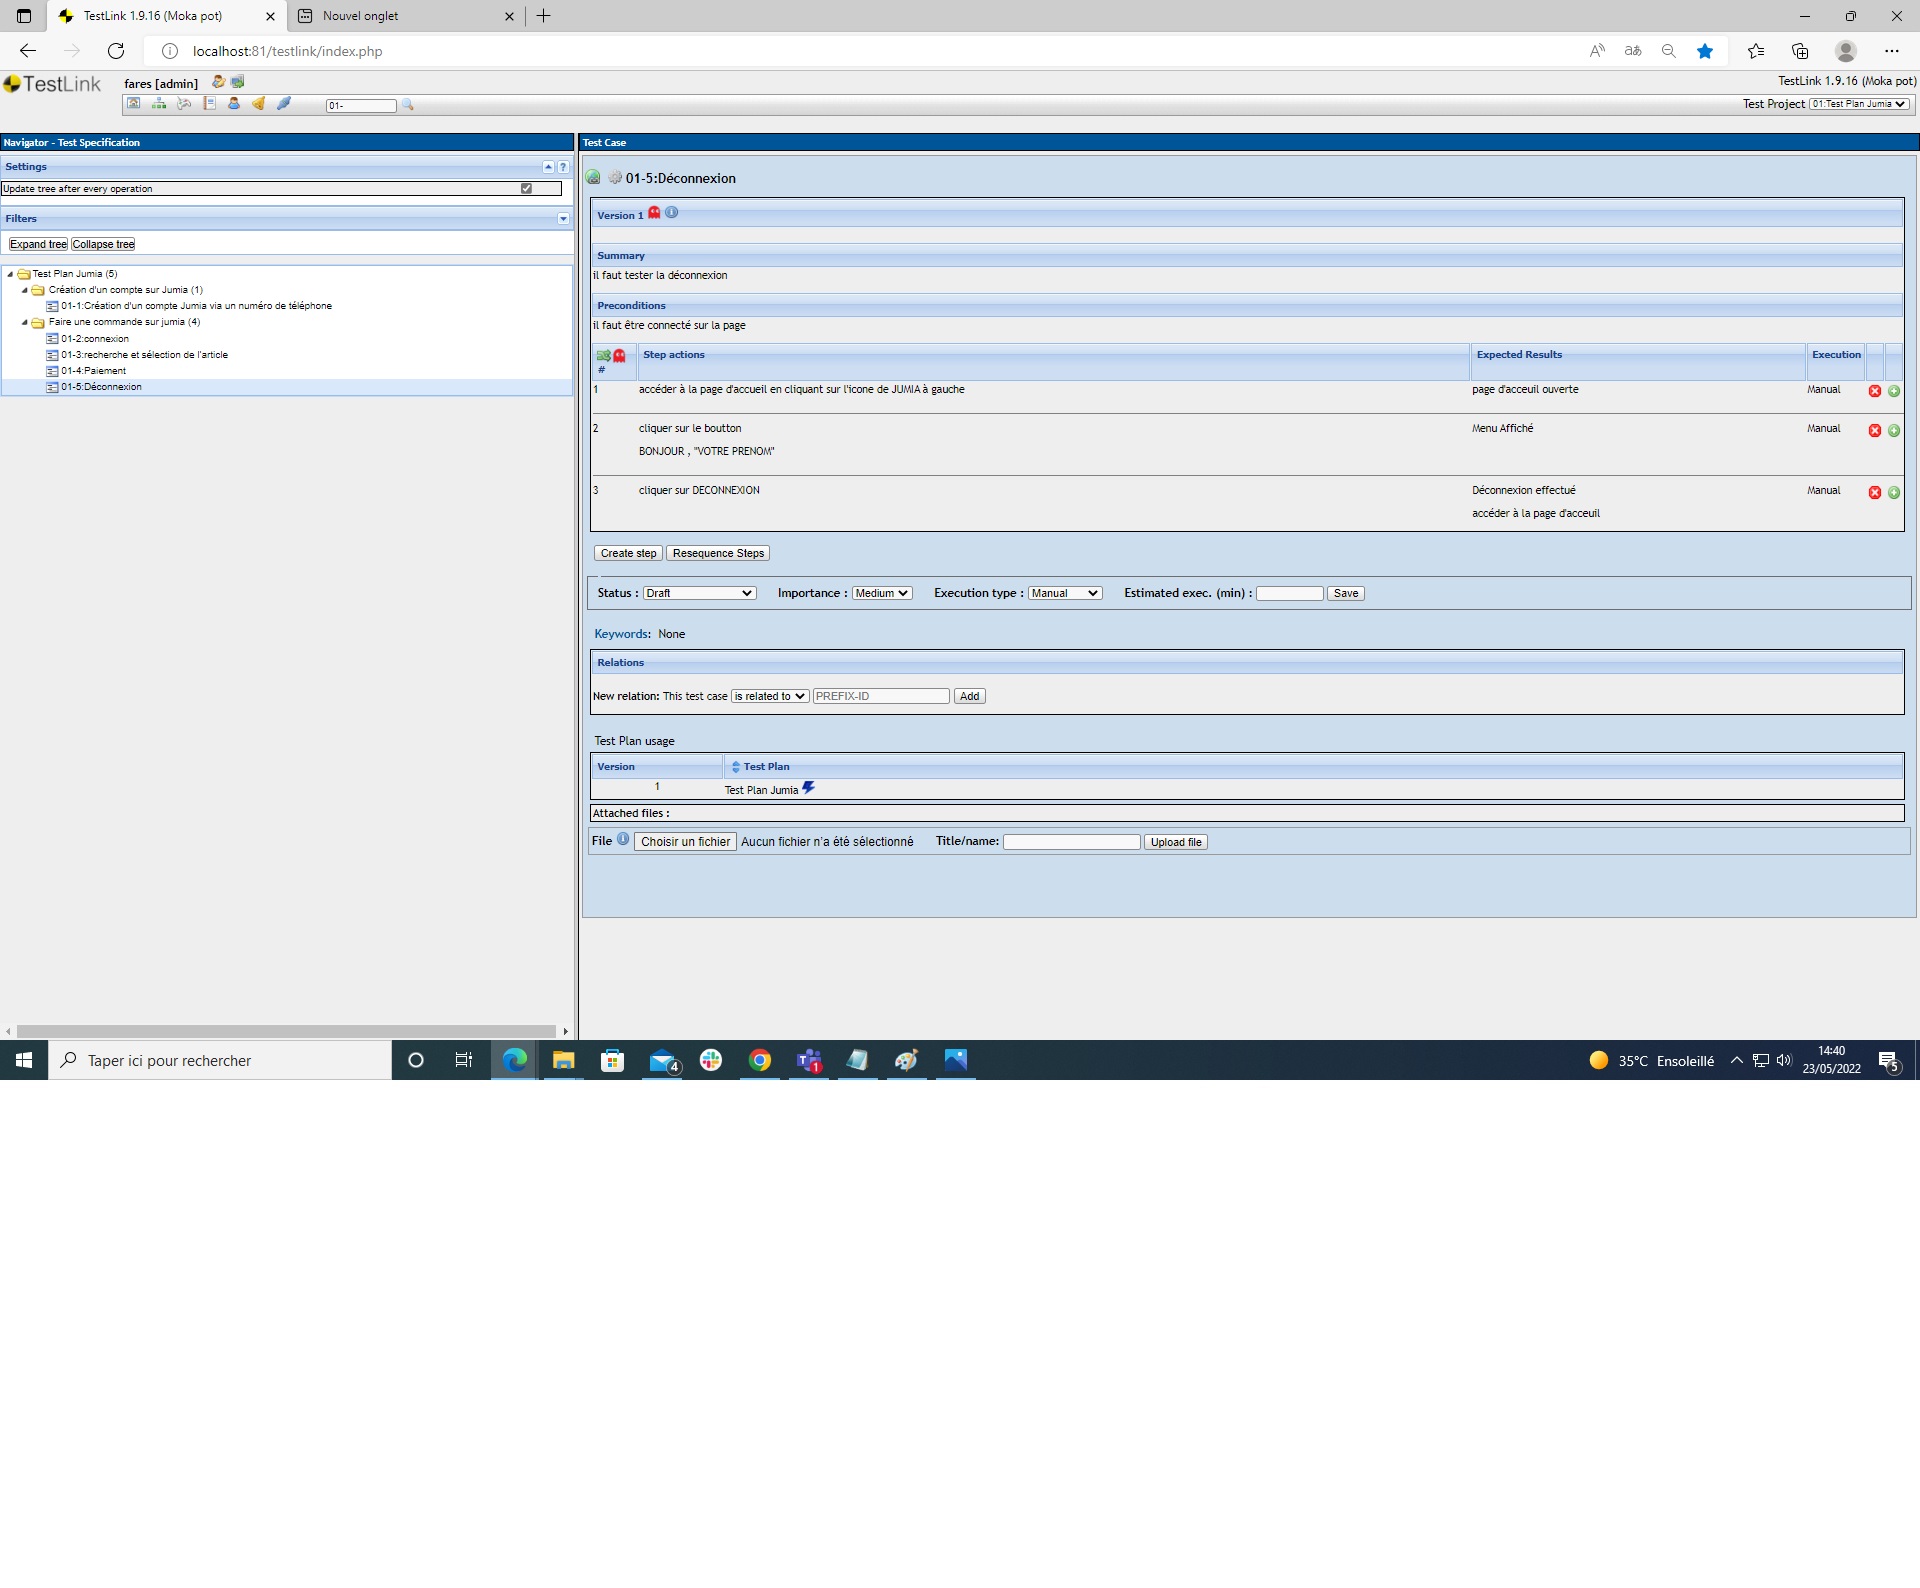 TestLink 1.9.16 (Moka pot)
Nouvel onglet
localhost:81/testlink/index.php
TestLink
fares [admin]
TestLink 1.9.16 (Moka pot)
01-
Test Project 01:Test Plan Jumia
Navigator - Test Specification
Settings
Update tree after every operation
Filters
Expand tree Collapse tree
Test Plan Jumia (5)
Création d'un compte sur Jumia (1)
01-1:Création d'un compte Jumia via un numéro de téléphone
Faire une commande sur jumia (4)
01-2:connexion
01-3:recherche et sélection de l'article
01-4:Paiement
01-5:Déconnexion
Test Case
01-5:Déconnexion
Version 1
Summary
il faut tester la déconnexion
Preconditions
il faut être connecté sur la page
# Step actions Expected Results Execution
1 accéder à la page d'accueil en cliquant sur l'icone de JUMIA à gauche page d'acceuil ouverte Manual
2 cliquer sur le boutton Menu Affiché Manual
BONJOUR , "VOTRE PRENOM"
3 cliquer sur DECONNEXION Déconnexion effectué Manual
accéder à la page d'acceuil
Create step Resequence Steps
Status : Draft Importance : Medium Execution type : Manual Estimated exec. (min) : Save
Keywords: None
Relations
New relation: This test case is related to PREFIX-ID Add
Test Plan usage
Version Test Plan
1 Test Plan Jumia
Attached files :
File Choisir un fichier Aucun fichier n'a été sélectionné Title/name: Upload file
Taper ici pour rechercher
4
1
35°C Ensoleillé
14:40
23/05/2022
5